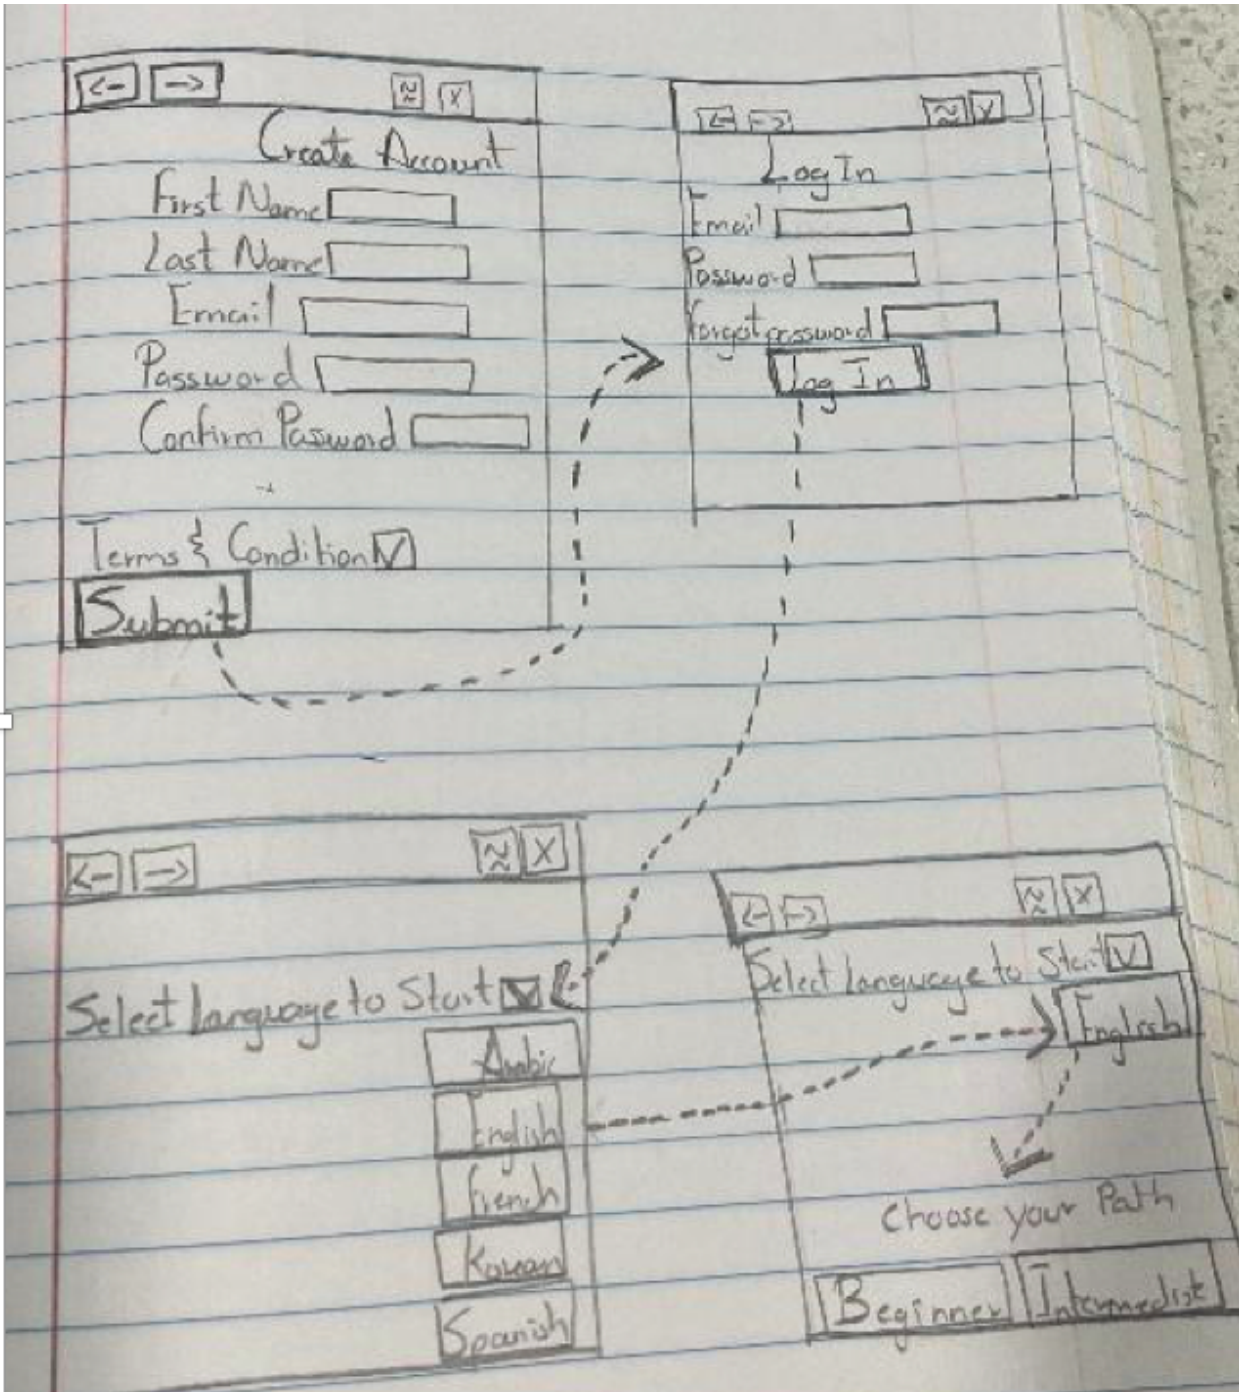 <- ->
X
Create Account
First Name
Last Name
Email
Password
Confirm Password
Terms & Condition
Submit
<- ->
X
Log In
Email
Password
Forgot password
Log In
<- ->
X
Select Language to Start
Arabic
English
French
Korean
Spanish
<- ->
X
Select Language to Start
English
Choose your Path
Beginner
Intermediate